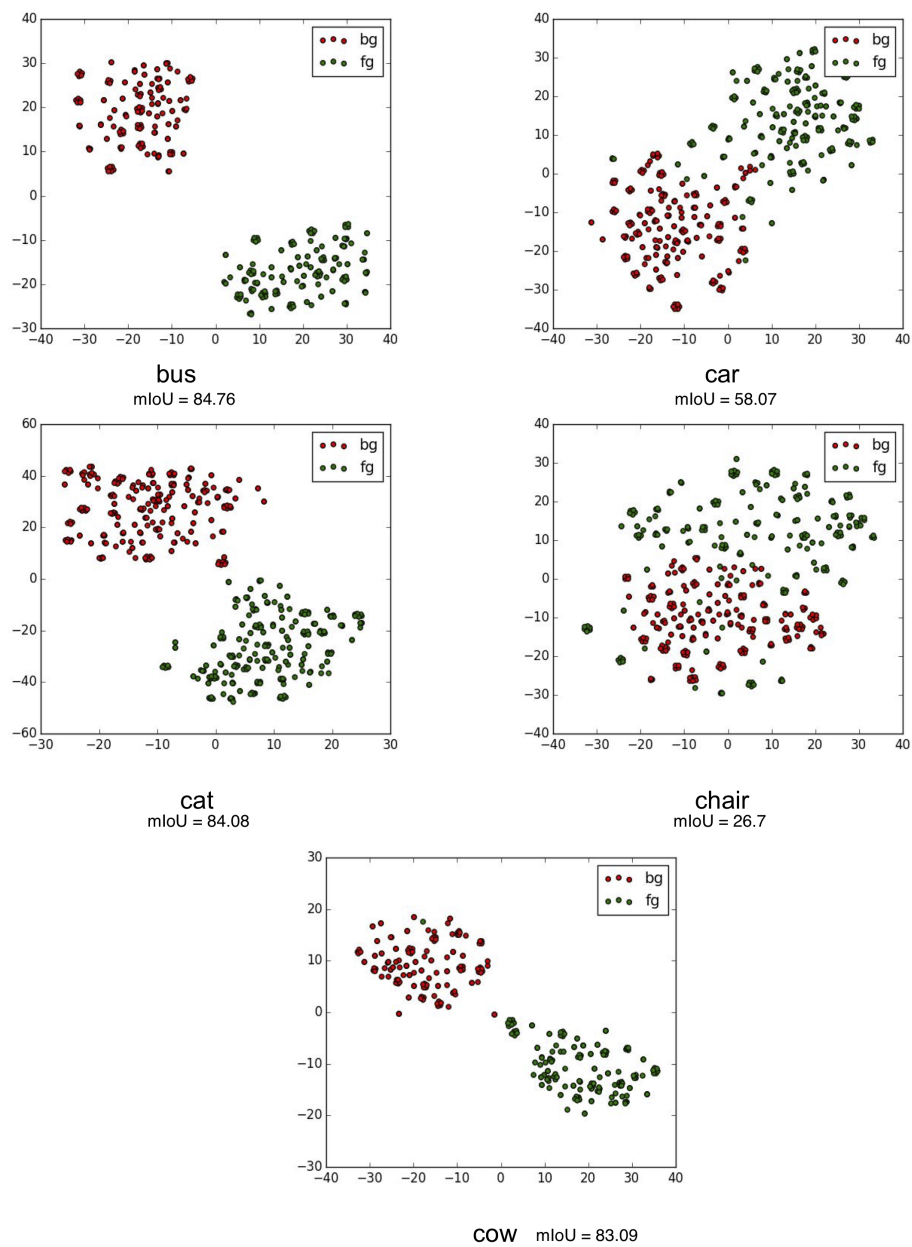 40
30
20
10
0
−10
−20
−30
−40 −30 −20 −10 0 10 20 30 40
bg
fg
bus
mIoU = 84.76
40
30
20
10
0
−10
−20
−30
−40
−40 −30 −20 −10 0 10 20 30 40
bg
fg
car
mIoU = 58.07
60
40
20
0
−20
−40
−60
−30 −20 −10 0 10 20 30
bg
fg
cat
mIoU = 84.08
40
30
20
10
0
−10
−20
−30
−40
−40 −30 −20 −10 0 10 20 30 40
bg
fg
chair
mIoU = 26.7
30
20
10
0
−10
−20
−30
−40 −30 −20 −10 0 10 20 30 40
bg
fg
cow mIoU = 83.09